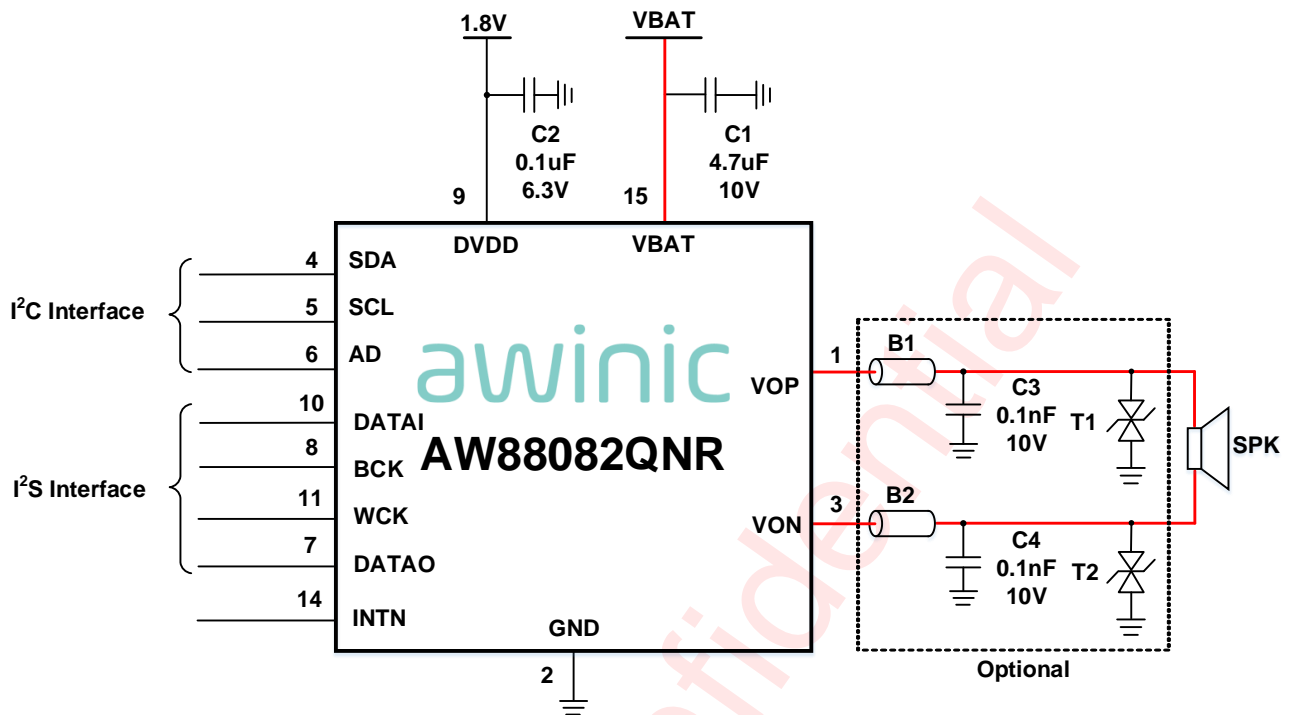 1.8V
VBAT
C2
0.1uF
6.3V
C1
4.7uF
10V
9
15
DVDD
VBAT
I²C Interface
4
SDA
5
SCL
6
AD
I²S Interface
10
DATAI
8
BCK
11
WCK
7
DATAO
14
INTN
awinic
AW88082QNR
GND
2
1
VOP
3
VON
B1
C3
0.1nF
10V
T1
B2
C4
0.1nF
10V
T2
SPK
Optional
fidential